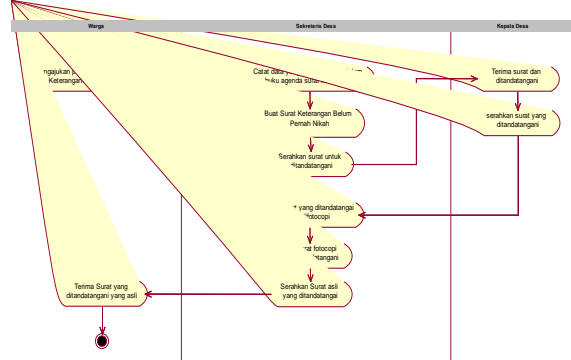 Warga
Sekretaris Desa
Kepala Desa
Keterangan
Catat data
buku agenda surat
Terima surat dan
ditandatangani
Buat Surat Keterangan Belum
Pernah Nikah
serahkan surat yang
ditandatangani
Serahkan surat untuk
ditandatangani
yang ditandatangai
fotocopi
fotocopi
Terima Surat yang
ditandatangani yang asli
Serahkan Surat asli
yang ditandatangai